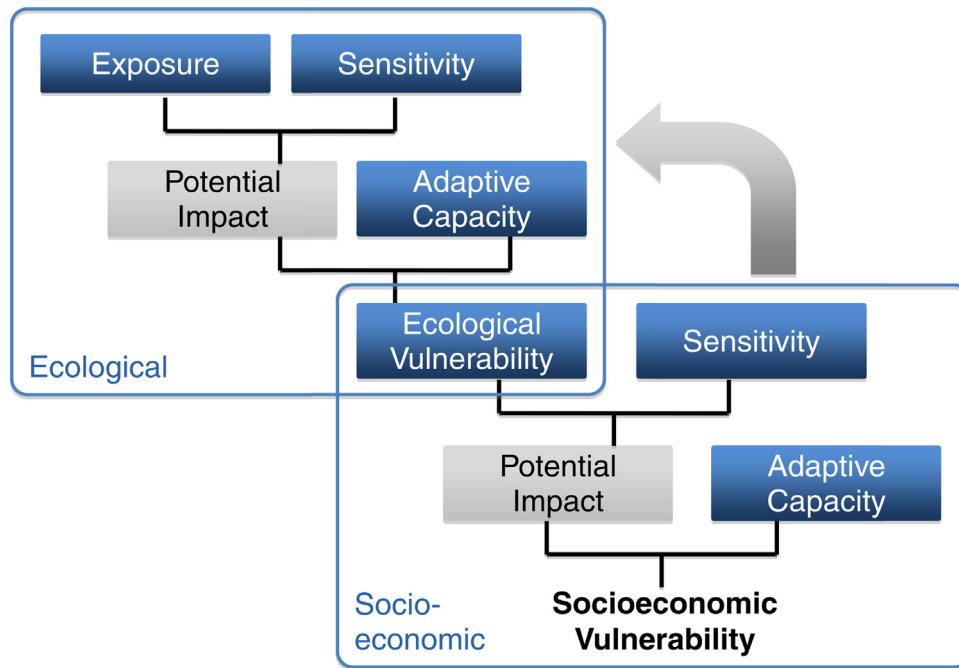 Exposure
Sensitivity
Potential
Impact
Adaptive
Capacity
Ecological
Vulnerability
Sensitivity
Ecological
Potential
Impact
Adaptive
Capacity
Socio-
economic
Socioeconomic
Vulnerability